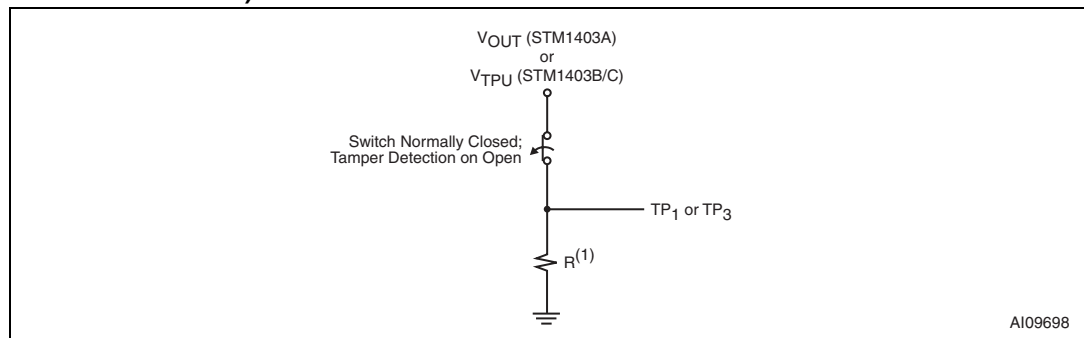 VOUT (STM1403A)
or
VTPU (STM1403B/C)
Switch Normally Closed;
Tamper Detection on Open
TP1 or TP3
R(1)
AI09698